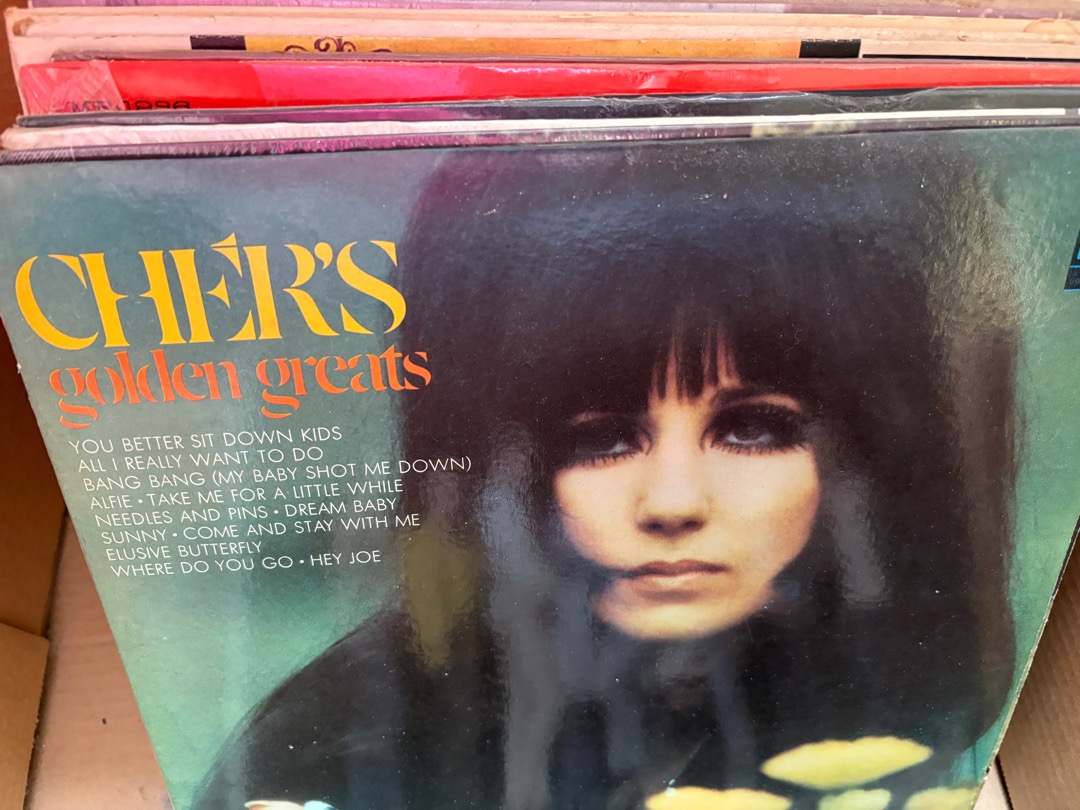 CHÉR'S
golden greats
YOU BETTER SIT DOWN KIDS
ALL I REALLY WANT TO DO
BANG BANG (MY BABY SHOT ME DOWN)
ALFIE • TAKE ME FOR A LITTLE WHILE
NEEDLES AND PINS • DREAM BABY
SUNNY • COME AND STAY WITH ME
ELUSIVE BUTTERFLY
WHERE DO YOU GO • HEY JOE